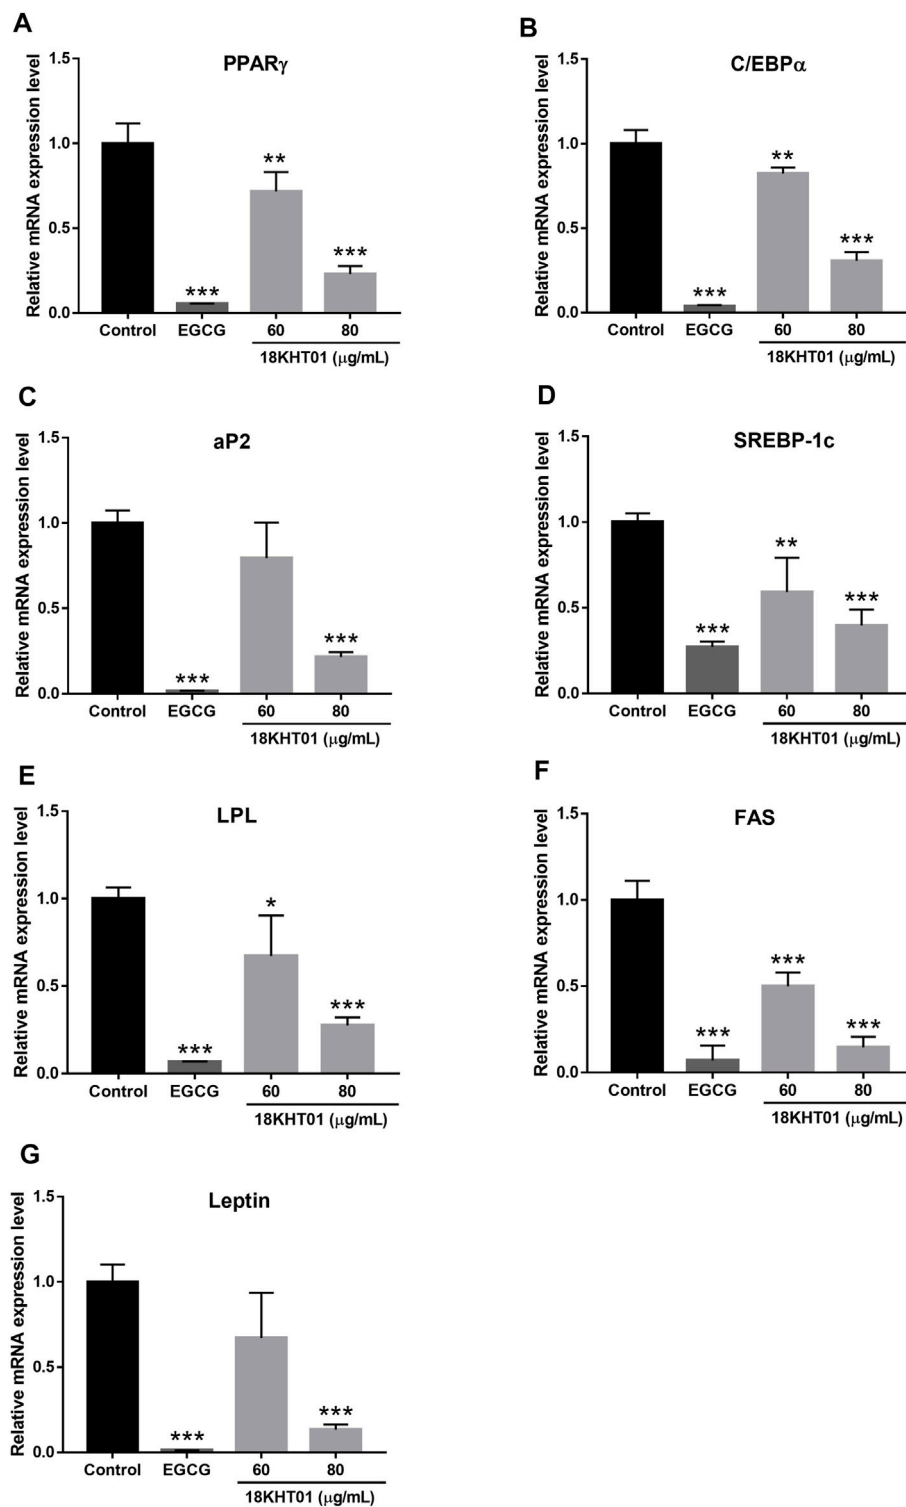 A
PPARγ
Relative mRNA expression level
1.5
1.0
0.5
0.0
**
***
***
Control EGCG 60 80
18KHT01 (μg/mL)
B
C/EBPα
Relative mRNA expression level
1.5
1.0
0.5
0.0
**
***
***
Control EGCG 60 80
18KHT01 (μg/mL)
C
aP2
Relative mRNA expression level
1.5
1.0
0.5
0.0
***
***
Control EGCG 60 80
18KHT01 (μg/mL)
D
SREBP-1c
Relative mRNA expression level
1.5
1.0
0.5
0.0
**
***
***
Control EGCG 60 80
18KHT01 (μg/mL)
E
LPL
Relative mRNA expression level
1.5
1.0
0.5
0.0
*
***
***
Control EGCG 60 80
18KHT01 (μg/mL)
F
FAS
Relative mRNA expression level
1.5
1.0
0.5
0.0
***
***
***
Control EGCG 60 80
18KHT01 (μg/mL)
G
Leptin
Relative mRNA expression level
1.5
1.0
0.5
0.0
***
***
Control EGCG 60 80
18KHT01 (μg/mL)